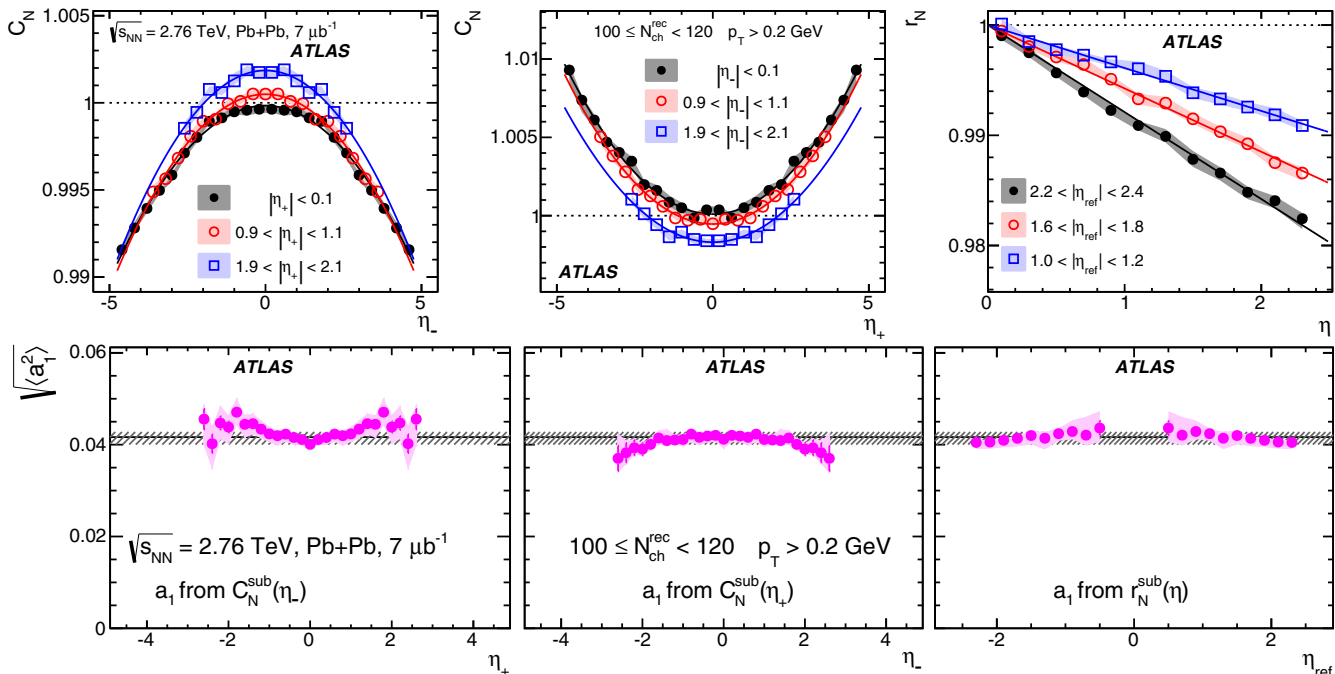 C_N
1.005
√s_NN = 2.76 TeV, Pb+Pb, 7 μb⁻¹
ATLAS
1
0.995
0.99
|η₊| < 0.1
0.9 < |η₊| < 1.1
1.9 < |η₊| < 2.1
-5 0 5
η₋
C_N
100 ≤ N_ch^rec < 120 p_T > 0.2 GeV
1.01
1.005
1
|η₋| < 0.1
0.9 < |η₋| < 1.1
1.9 < |η₋| < 2.1
ATLAS
-5 0 5
η₊
r_N
1
0.99
0.98
ATLAS
2.2 < |η_ref| < 2.4
1.6 < |η_ref| < 1.8
1.0 < |η_ref| < 1.2
0 1 2
η
√⟨a₁²⟩
0.06
0.04
0.02
0
ATLAS
√s_NN = 2.76 TeV, Pb+Pb, 7 μb⁻¹
a₁ from C_N^sub(η₋)
-4 -2 0 2 4
η₊
ATLAS
100 ≤ N_ch^rec < 120 p_T > 0.2 GeV
a₁ from C_N^sub(η₊)
-4 -2 0 2 4
η₋
ATLAS
a₁ from r_N^sub(η)
-2 0 2
η_ref